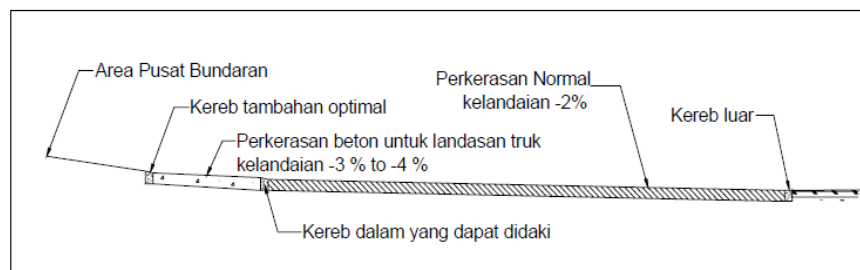 Area Pusat Bundaran
Kereb tambahan optimal
Perkerasan beton untuk landasan truk
kelandaian -3 % to -4 %
Perkerasan Normal
kelandaian -2%
Kereb luar
Kereb dalam yang dapat didaki